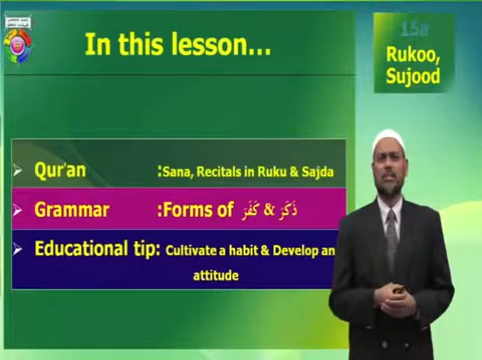 In this lesson...
15a
Rukoo,
Sujood
Qur'an :Sana, Recitals in Ruku & Sajda
Grammar :Forms of ذَكَرَ & كَفَرَ
Educational tip: Cultivate a habit & Develop an
attitude